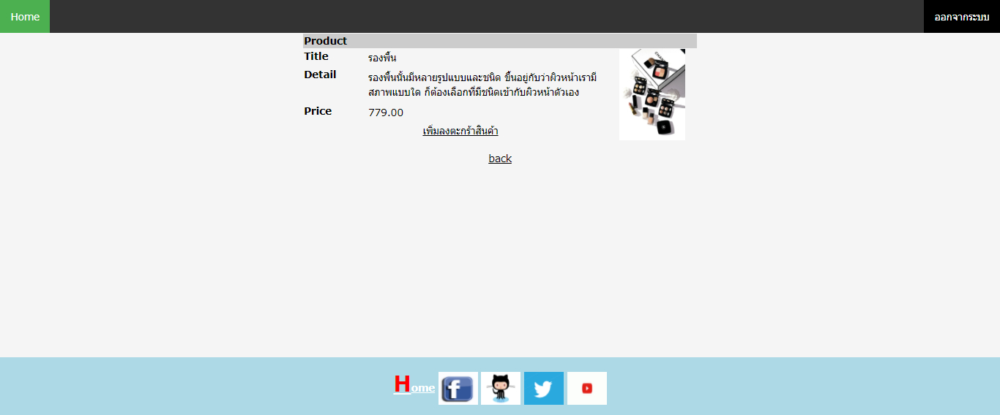 Home
ออกจากระบบ
Product
Title
รองพื้น
Detail
รองพื้นนั้นมีหลายรูปแบบและชนิด ขึ้นอยู่กับว่าผิวหน้าเรามี
สภาพแบบใด ก็ต้องเลือกที่มีชนิดเข้ากับผิวหน้าตัวเอง
Price
779.00
เพิ่มลงตะกร้าสินค้า
back
Home